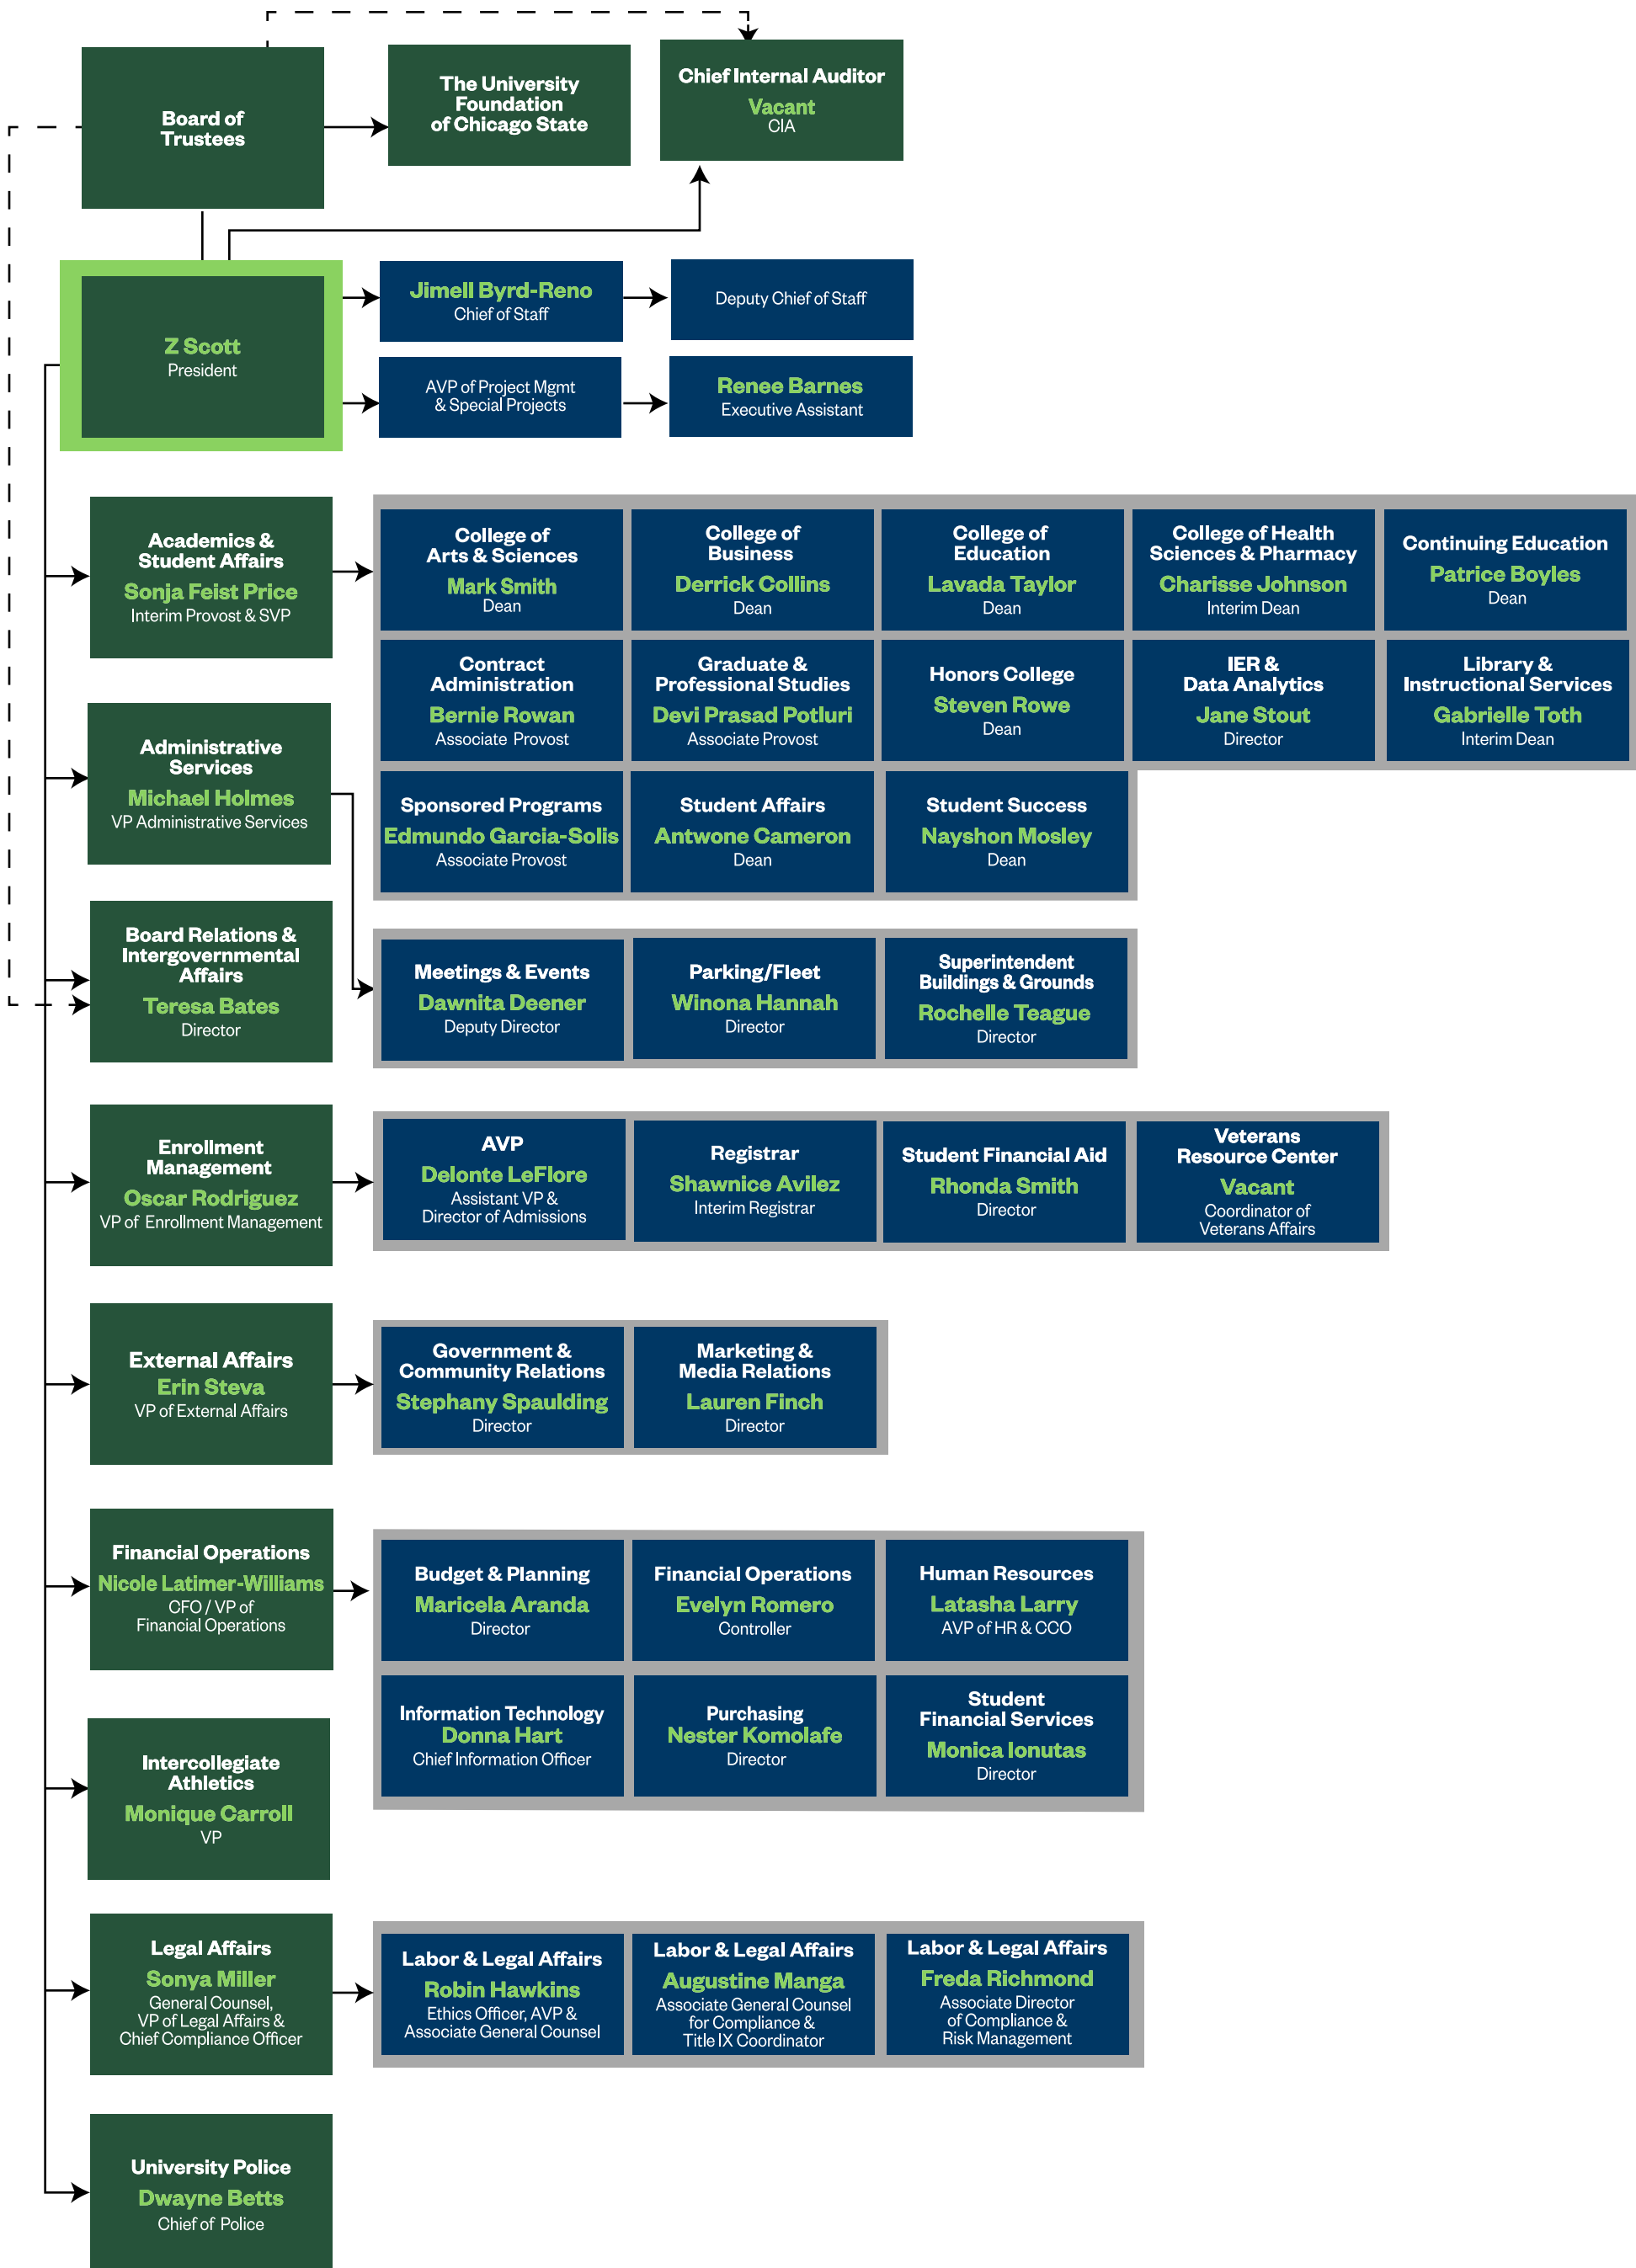 Board of
Trustees
The University
Foundation
of Chicago State
Chief Internal Auditor
Vacant
CIA
Z Scott
President
Jimell Byrd-Reno
Chief of Staff
Deputy Chief of Staff
AVP of Project Mgmt
& Special Projects
Renee Barnes
Executive Assistant
Academics &
Student Affairs
Sonja Feist Price
Interim Provost & SVP
College of
Arts & Sciences
Mark Smith
Dean
College of
Business
Derrick Collins
Dean
College of
Education
Lavada Taylor
Dean
College of Health
Sciences & Pharmacy
Charisse Johnson
Interim Dean
Continuing Education
Patrice Boyles
Dean
Contract
Administration
Bernie Rowan
Associate Provost
Graduate &
Professional Studies
Devi Prasad Potluri
Associate Provost
Honors College
Steven Rowe
Dean
IER &
Data Analytics
Jane Stout
Director
Library &
Instructional Services
Gabrielle Toth
Interim Dean
Sponsored Programs
Edmundo Garcia-Solis
Associate Provost
Student Affairs
Antwone Cameron
Dean
Student Success
Nayshon Mosley
Dean
Administrative
Services
Michael Holmes
VP Administrative Services
Meetings & Events
Dawnita Deener
Deputy Director
Parking/Fleet
Winona Hannah
Director
Superintendent
Buildings & Grounds
Rochelle Teague
Director
Board Relations &
Intergovernmental
Affairs
Teresa Bates
Director
Enrollment
Management
Oscar Rodriguez
VP of Enrollment Management
AVP
Delonte LeFlore
Assistant VP &
Director of Admissions
Registrar
Shawnice Avilez
Interim Registrar
Student Financial Aid
Rhonda Smith
Director
Veterans
Resource Center
Vacant
Coordinator of
Veterans Affairs
External Affairs
Erin Steva
VP of External Affairs
Government &
Community Relations
Stephany Spaulding
Director
Marketing &
Media Relations
Lauren Finch
Director
Financial Operations
Nicole Latimer-Williams
CFO / VP of
Financial Operations
Budget & Planning
Maricela Aranda
Director
Financial Operations
Evelyn Romero
Controller
Human Resources
Latasha Larry
AVP of HR & CCO
Information Technology
Donna Hart
Chief Information Officer
Purchasing
Nester Komolafe
Director
Student
Financial Services
Monica Ionutas
Director
Intercollegiate
Athletics
Monique Carroll
VP
Legal Affairs
Sonya Miller
General Counsel,
VP of Legal Affairs &
Chief Compliance Officer
Labor & Legal Affairs
Robin Hawkins
Ethics Officer, AVP &
Associate General Counsel
Labor & Legal Affairs
Augustine Manga
Associate General Counsel
for Compliance &
Title IX Coordinator
Labor & Legal Affairs
Freda Richmond
Associate Director
of Compliance &
Risk Management
University Police
Dwayne Betts
Chief of Police